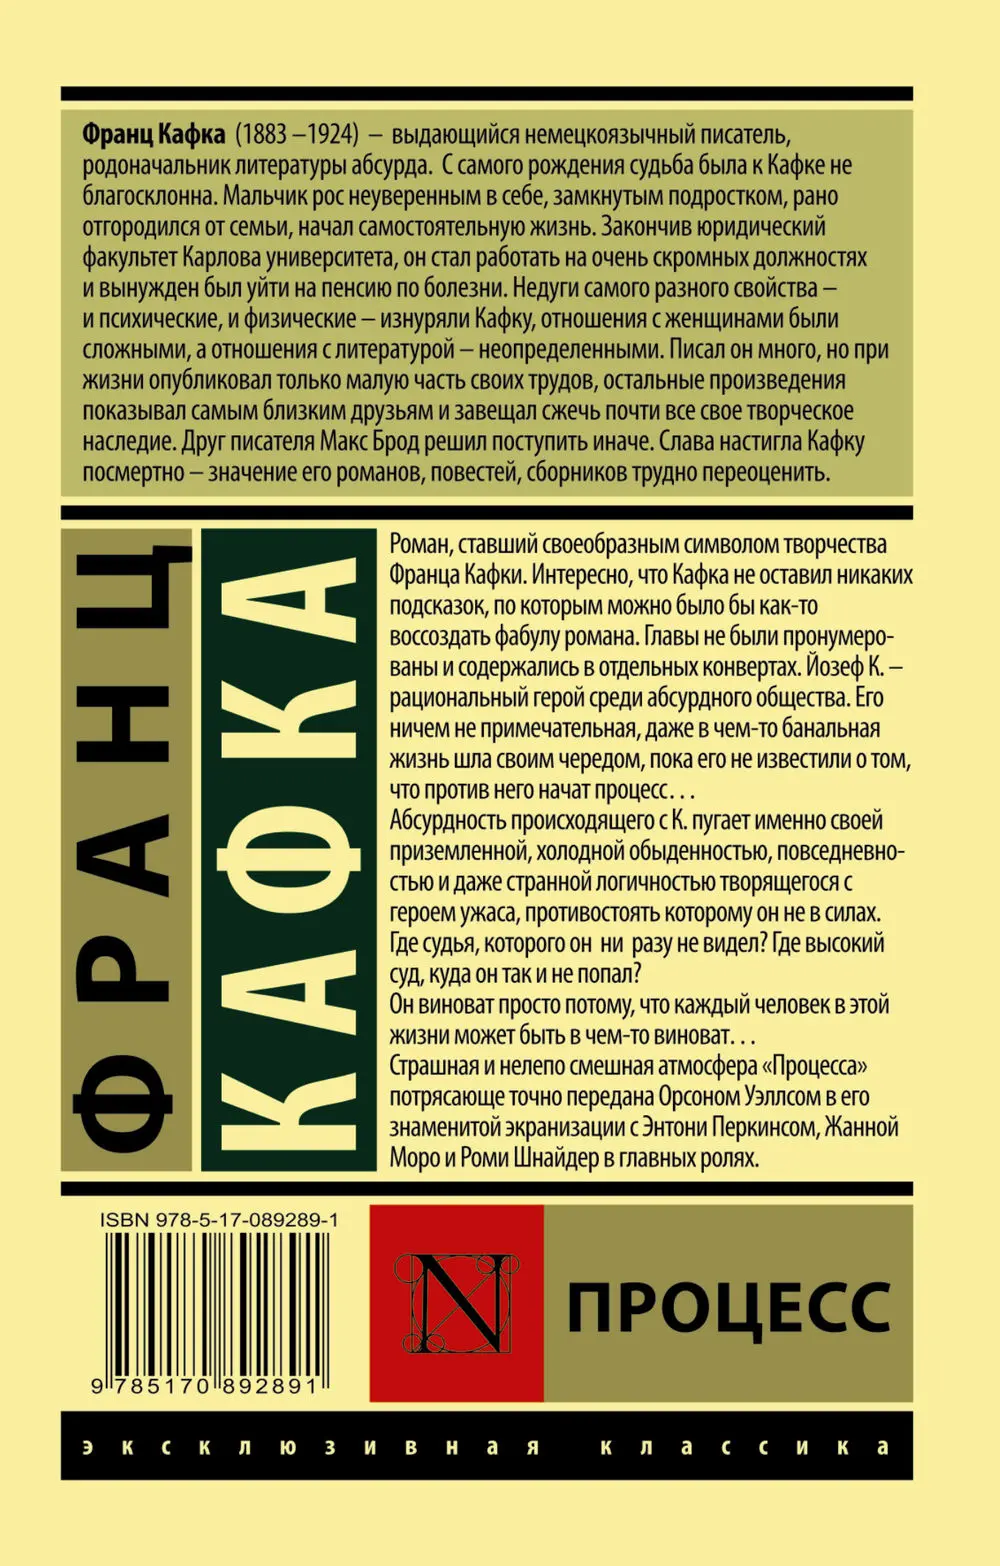 Франц Кафка (1883 –1924) – выдающийся немецкоязычный писатель,
родоначальник литературы абсурда. С самого рождения судьба была к Кафке не
благосклонна. Мальчик рос неуверенным в себе, замкнутым подростком, рано
отгородился от семьи, начал самостоятельную жизнь. Закончив юридический
факультет Карлова университета, он стал работать на очень скромных должностях
и вынужден был уйти на пенсию по болезни. Недуги самого разного свойства –
и психические, и физические – изнуряли Кафку, отношения с женщинами были
сложными, а отношения с литературой – неопределенными. Писал он много, но при
жизни опубликовал только малую часть своих трудов, остальные произведения
показывал самым близким друзьям и завещал сжечь почти все свое творческое
наследие. Друг писателя Макс Брод решил поступить иначе. Слава настигла Кафку
посмертно – значение его романов, повестей, сборников трудно переоценить.
ФРАНЦ
КАФКА
Роман, ставший своеобразным символом творчества
Франца Кафки. Интересно, что Кафка не оставил никаких
подсказок, по которым можно было бы как-то
воссоздать фабулу романа. Главы не были пронумеро-
ваны и содержались в отдельных конвертах. Йозеф К. –
рациональный герой среди абсурдного общества. Его
ничем не примечательная, даже в чем-то банальная
жизнь шла своим чередом, пока его не известили о том,
что против него начат процесс…
Абсурдность происходящего с К. пугает именно своей
приземленной, холодной обыденностью, повседневно-
стью и даже странной логичностью творящегося с
героем ужаса, противостоять которому он не в силах.
Где судья, которого он ни разу не видел? Где высокий
суд, куда он так и не попал?
Он виноват просто потому, что каждый человек в этой
жизни может быть в чем-то виноват…
Страшная и нелепо смешная атмосфера «Процесса»
потрясающе точно передана Орсоном Уэллсом в его
знаменитой экранизации с Энтони Перкинсом, Жанной
Моро и Роми Шнайдер в главных ролях.
ISBN 978-5-17-089289-1
9 785170 892891
N
ПРОЦЕСС
эксклюзивная классика